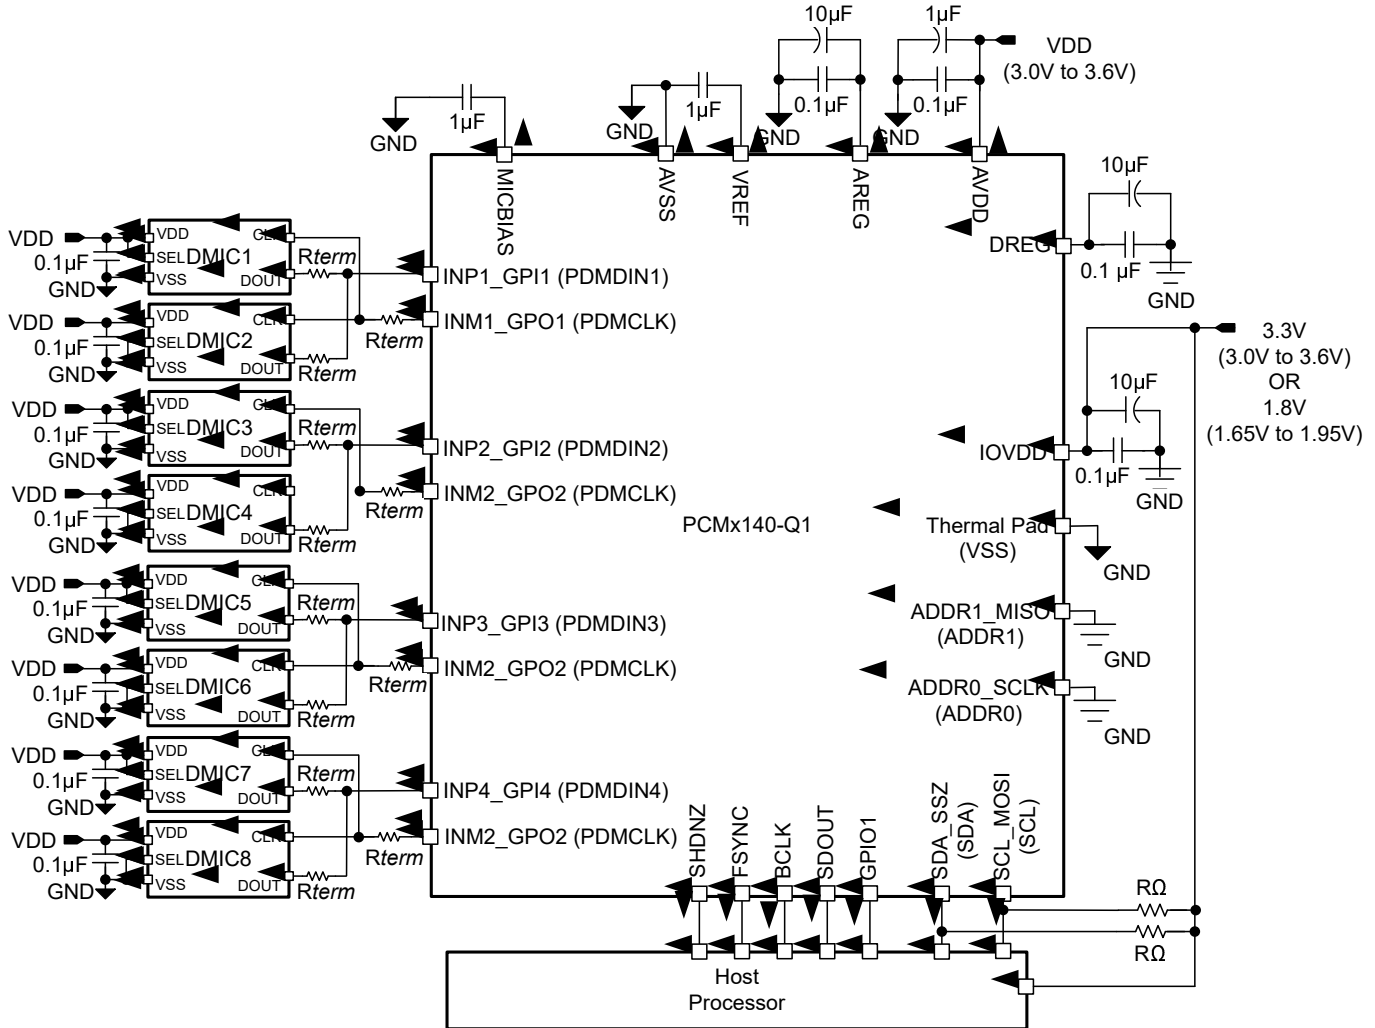 10µF
1µF
VDD
(3.0V to 3.6V)
0.1µF
0.1µF
1µF
GND
GND
1µF
GND
GND
MICBIAS
AVSS
VREF
AREG
AVDD
10µF
DREG
0.1 µF
GND
VDD
0.1µF
GND
VDD
SEL
VSS
DMIC1
CLK
DOUT
Rterm
INP1_GPI1 (PDMDIN1)
VDD
0.1µF
GND
VDD
SEL
VSS
DMIC2
CLK
DOUT
Rterm
Rterm
INM1_GPO1 (PDMCLK)
3.3V
(3.0V to 3.6V)
OR
1.8V
(1.65V to 1.95V)
10µF
IOVDD
0.1µF
GND
VDD
0.1µF
GND
VDD
SEL
VSS
DMIC3
CLK
DOUT
Rterm
INP2_GPI2 (PDMDIN2)
VDD
0.1µF
GND
VDD
SEL
VSS
DMIC4
CLK
DOUT
Rterm
Rterm
INM2_GPO2 (PDMCLK)
PCMx140-Q1
Thermal Pad
(VSS)
GND
VDD
0.1µF
GND
VDD
SEL
VSS
DMIC5
CLK
DOUT
Rterm
INP3_GPI3 (PDMDIN3)
ADDR1_MISO
(ADDR1)
GND
VDD
0.1µF
GND
VDD
SEL
VSS
DMIC6
CLK
DOUT
Rterm
Rterm
INM2_GPO2 (PDMCLK)
ADDR0_SCLK
(ADDR0)
GND
VDD
0.1µF
GND
VDD
SEL
VSS
DMIC7
CLK
DOUT
Rterm
INP4_GPI4 (PDMDIN4)
VDD
0.1µF
GND
VDD
SEL
VSS
DMIC8
CLK
DOUT
Rterm
Rterm
INM2_GPO2 (PDMCLK)
SHDNZ
FSYNC
BCLK
SDOUT
GPIO1
SDA_SSZ
(SDA)
SCL_MOSI
(SCL)
RΩ
RΩ
Host
Processor